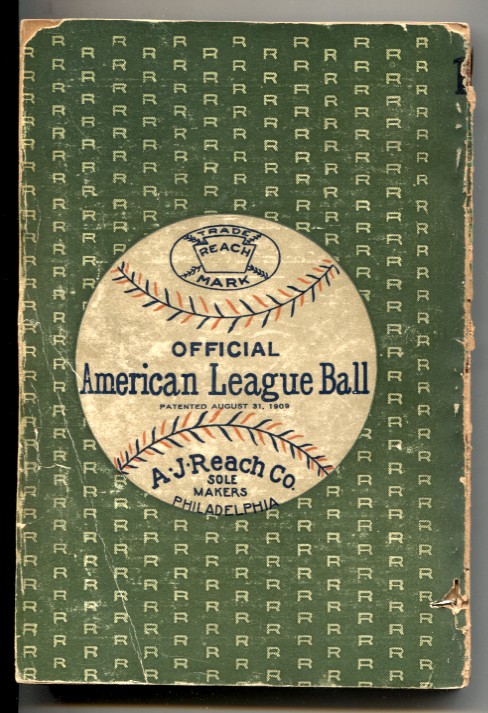 TRADE
REACH
MARK
OFFICIAL
American League Ball
PATENTED AUGUST 31, 1909
A·J·Reach Co.
SOLE
MAKERS
PHILADELPHIA